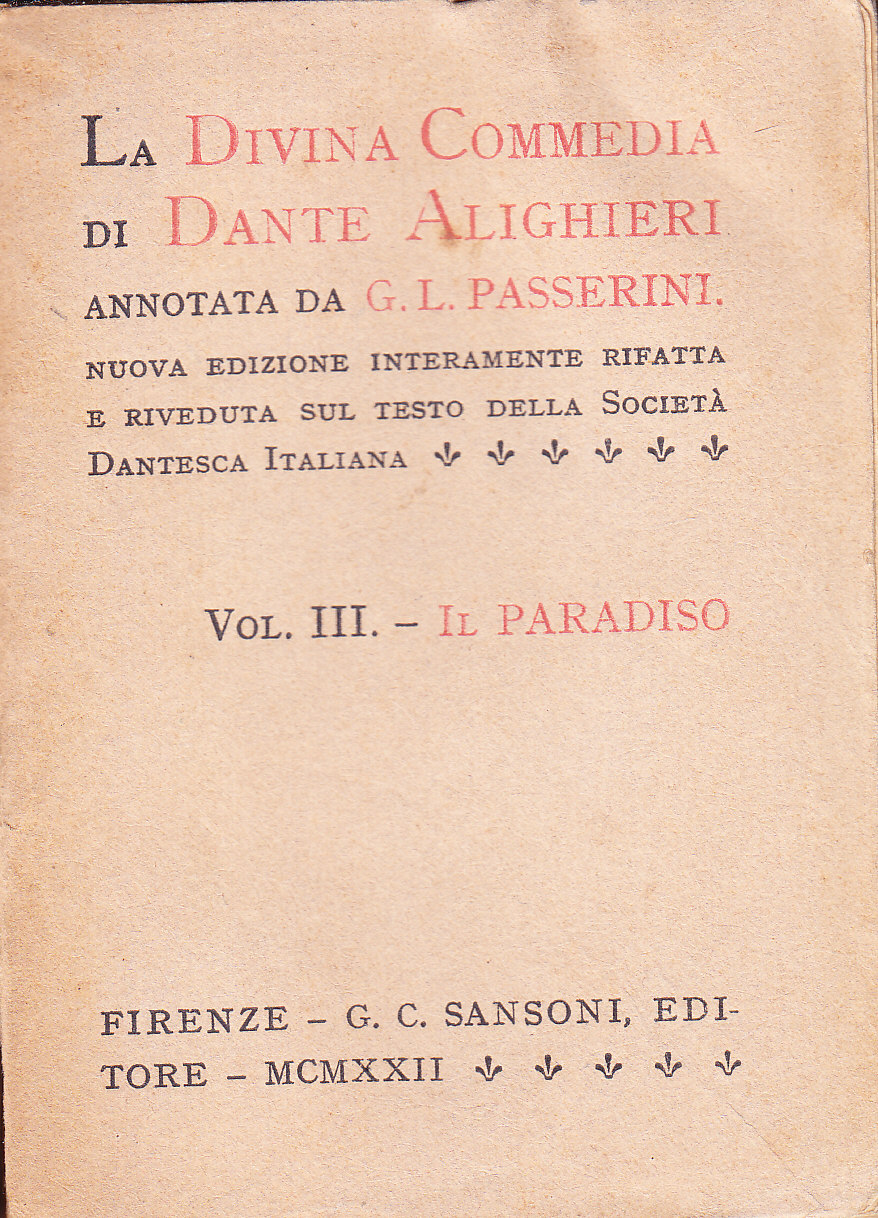 La Divina Commedia
di Dante Alighieri
annotata da G. L. Passerini.
nuova edizione interamente rifatta
e riveduta sul testo della Società
Dantesca Italiana
Vol. III. – Il Paradiso
FIRENZE – G. C. SANSONI, EDI-
TORE – MCMXXII